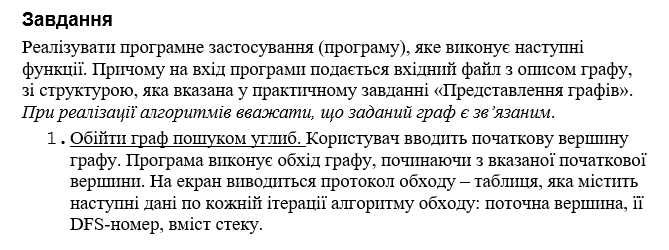 Завдання
Реалізувати програмне застосування (програму), яке виконує наступні
функції. Причому на вхід програми подається вхідний файл з описом графу,
зі структурою, яка вказана у практичному завданні «Представлення графів».
При реалізації алгоритмів вважати, що заданий граф є зв’язаним.
1. Обійти граф пошуком углиб. Користувач вводить початкову вершину
графу. Програма виконує обхід графу, починаючи з вказаної початкової
вершини. На екран виводиться протокол обходу – таблиця, яка містить
наступні дані по кожній ітерації алгоритму обходу: поточна вершина, її
DFS-номер, вміст стеку.